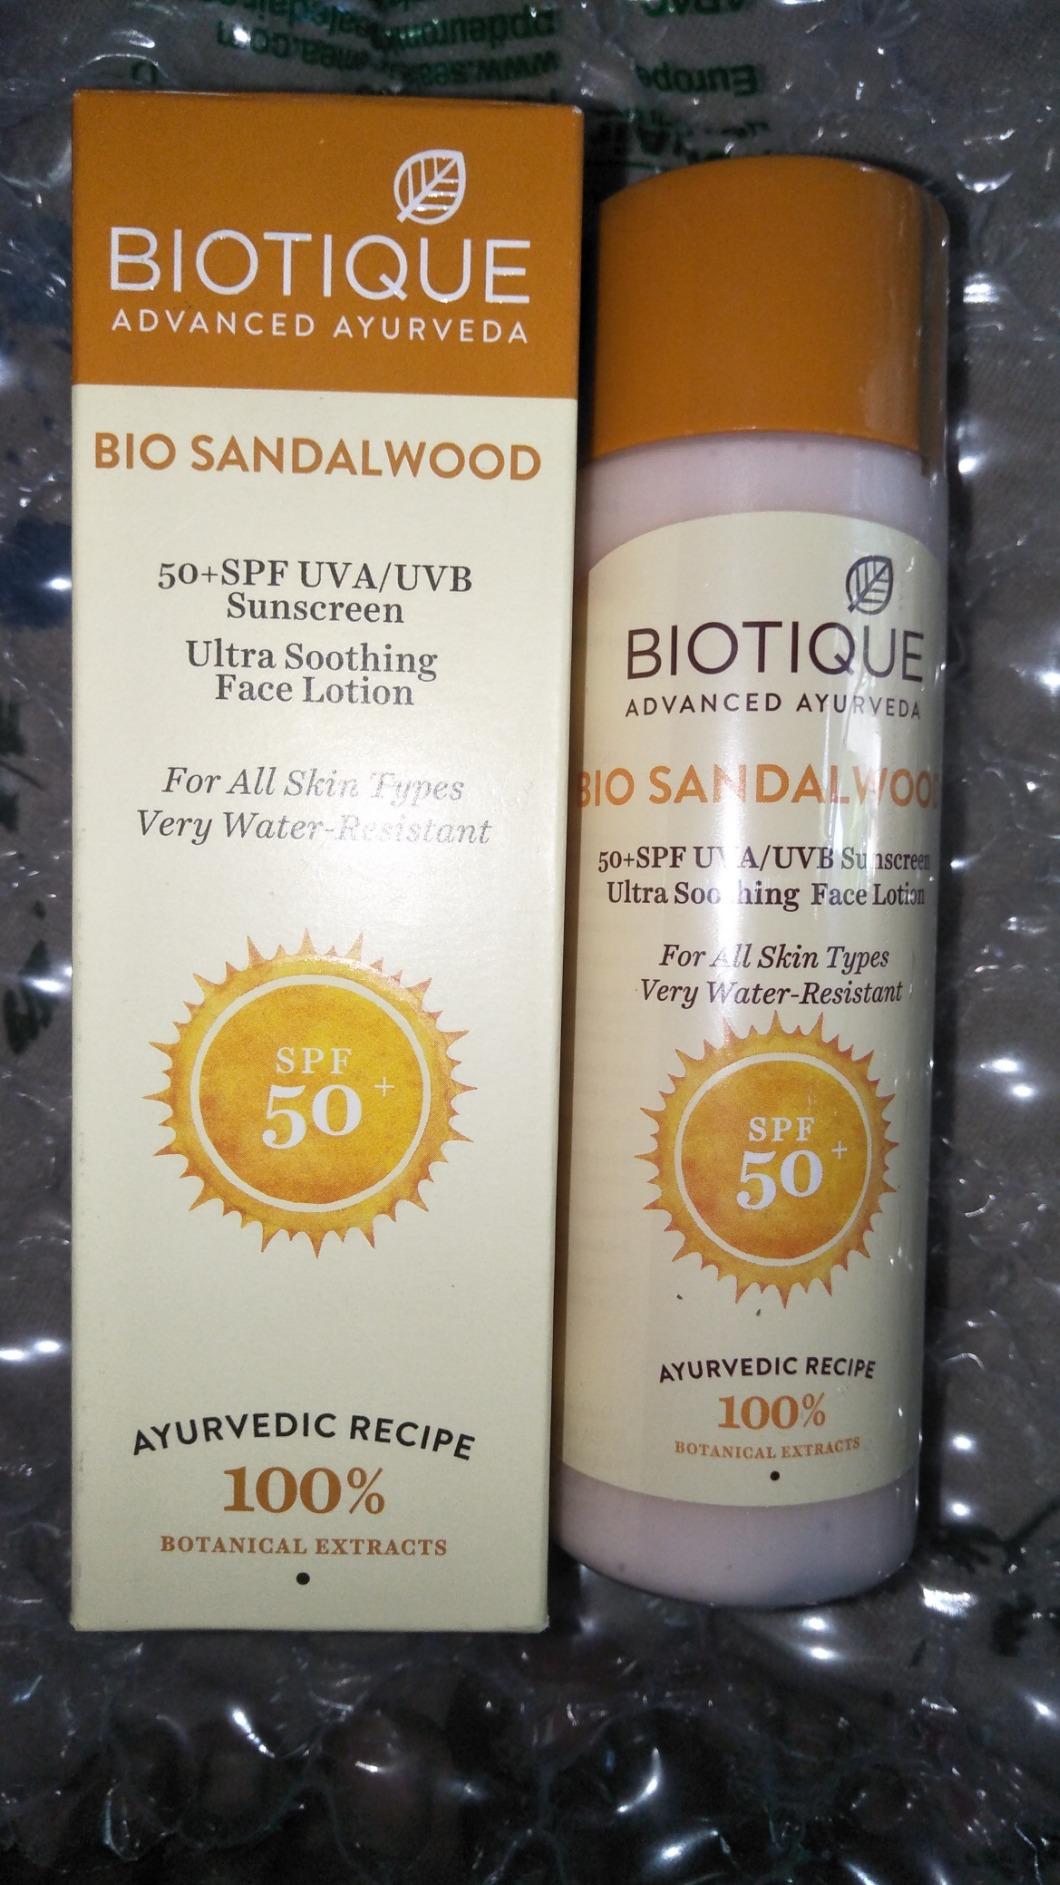 BIOTIQUE
ADVANCED AYURVEDA
BIO SANDALWOOD
50+SPF UVA/UVB
Sunscreen
Ultra Soothing
Face Lotion
For All Skin Types
Very Water-Resistant
SPF
50+
AYURVEDIC RECIPE
100%
BOTANICAL EXTRACTS
BIOTIQUE
ADVANCED AYURVEDA
BIO SANDALWOOD
50+SPF UVA/UVB Sunscreen
Ultra Soothing Face Lotion
For All Skin Types
Very Water-Resistant
SPF
50+
AYURVEDIC RECIPE
100%
BOTANICAL EXTRACTS
Europe